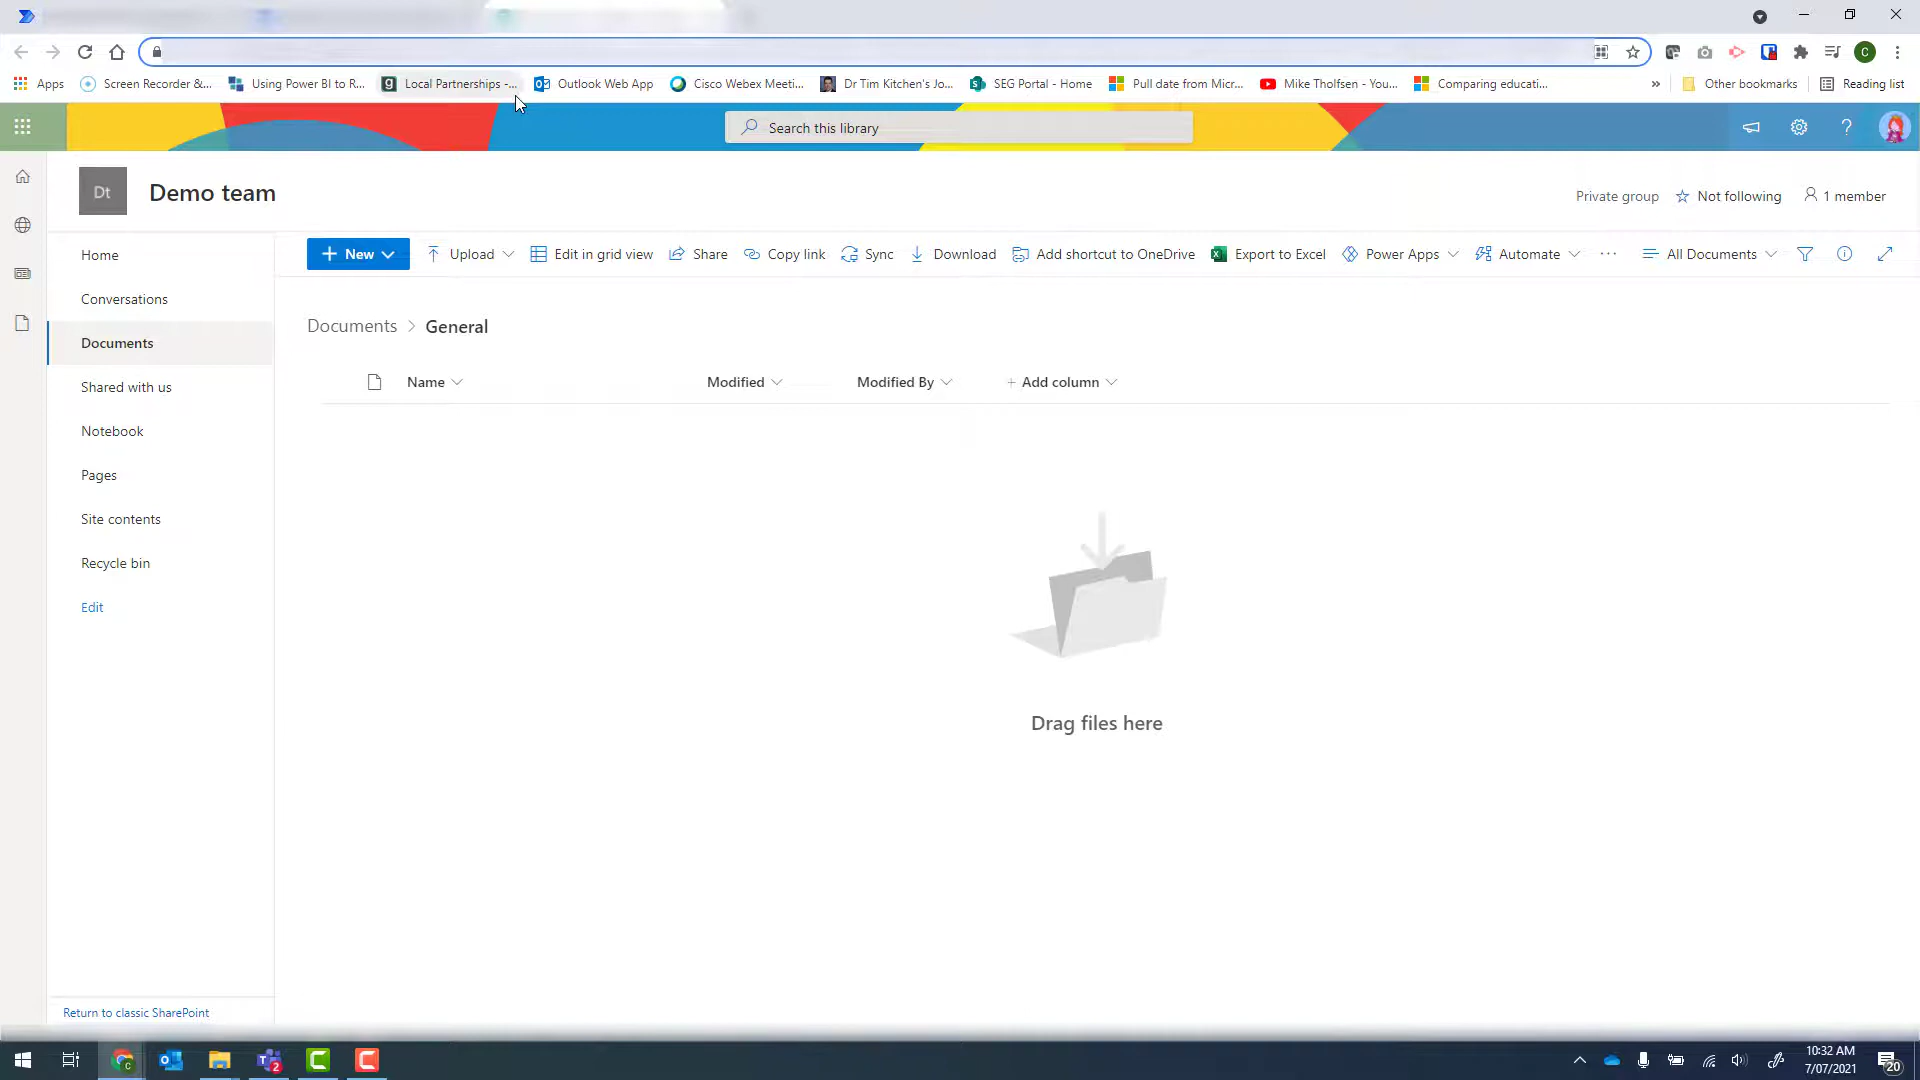 Apps
Screen Recorder &...
Using Power BI to R...
Local Partnerships -...
Outlook Web App
Cisco Webex Meeti...
Dr Tim Kitchen's Jo...
SEG Portal - Home
Pull date from Micr...
Mike Tholfsen - You...
Comparing educati...
»
Other bookmarks
Reading list
C
Search this library
Dt
Demo team
Private group
Not following
1 member
Home
Conversations
Documents
Shared with us
Notebook
Pages
Site contents
Recycle bin
Edit
Return to classic SharePoint
New
Upload
Edit in grid view
Share
Copy link
Sync
Download
Add shortcut to OneDrive
Export to Excel
Power Apps
Automate
...
All Documents
Documents > General
Name
Modified
Modified By
+ Add column
Drag files here
2
10:32 AM
7/07/2021
20